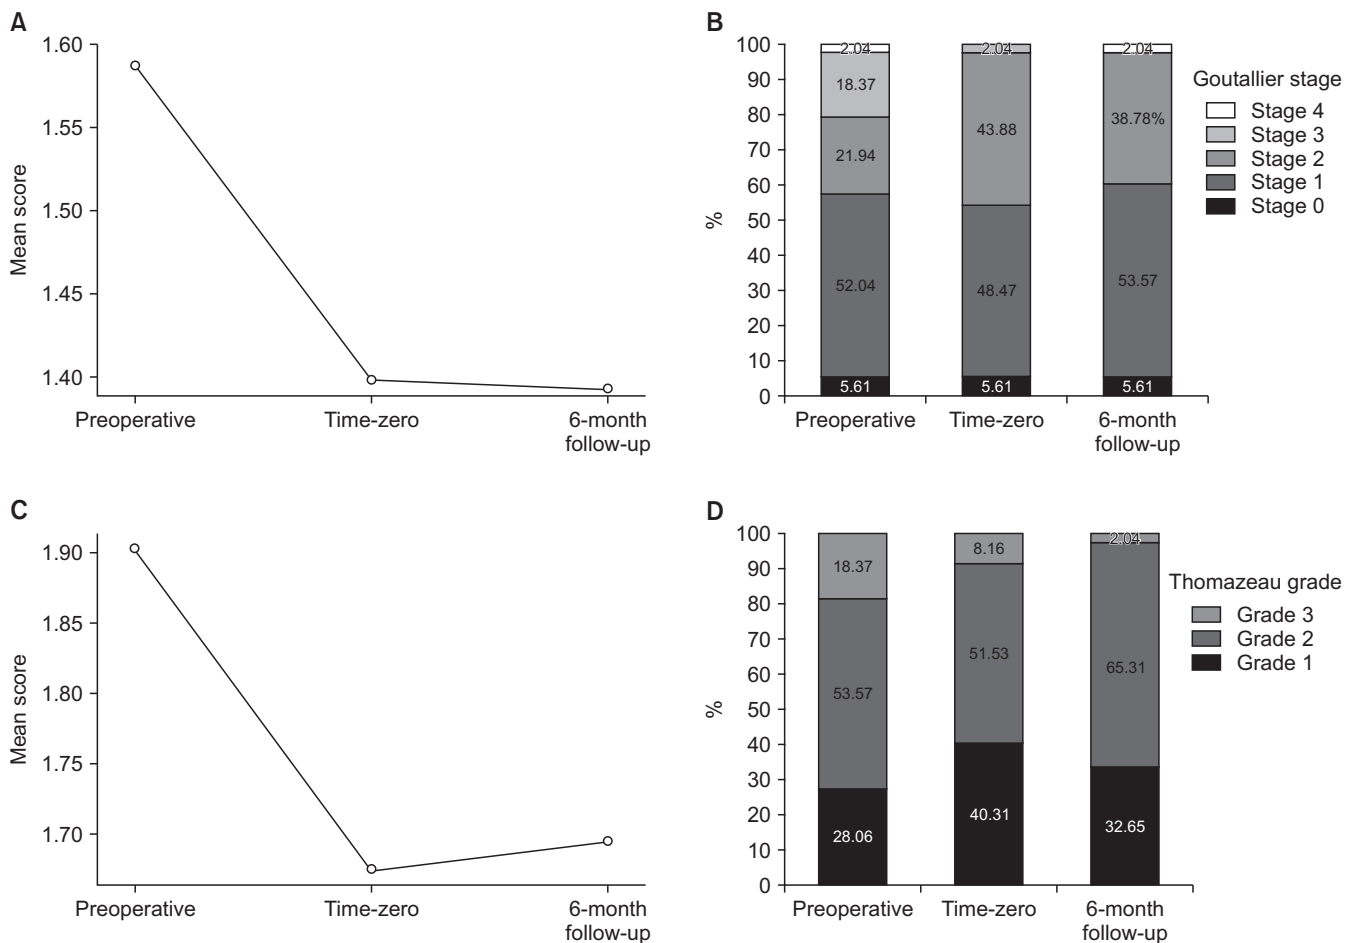 A
1.60
1.55
1.50
1.45
1.40
Mean score
Preoperative
Time-zero
6-month
follow-up
B
100
90
80
70
60
50
40
30
20
10
0
%
2.04
18.37
21.94
52.04
5.61
2.04
43.88
48.47
5.61
2.04
38.78%
53.57
5.61
Preoperative
Time-zero
6-month
follow-up
Goutallier stage
Stage 4
Stage 3
Stage 2
Stage 1
Stage 0
C
1.90
1.85
1.80
1.75
1.70
Mean score
Preoperative
Time-zero
6-month
follow-up
D
100
90
80
70
60
50
40
30
20
10
0
%
18.37
53.57
28.06
8.16
51.53
40.31
2.04
65.31
32.65
Preoperative
Time-zero
6-month
follow-up
Thomazeau grade
Grade 3
Grade 2
Grade 1